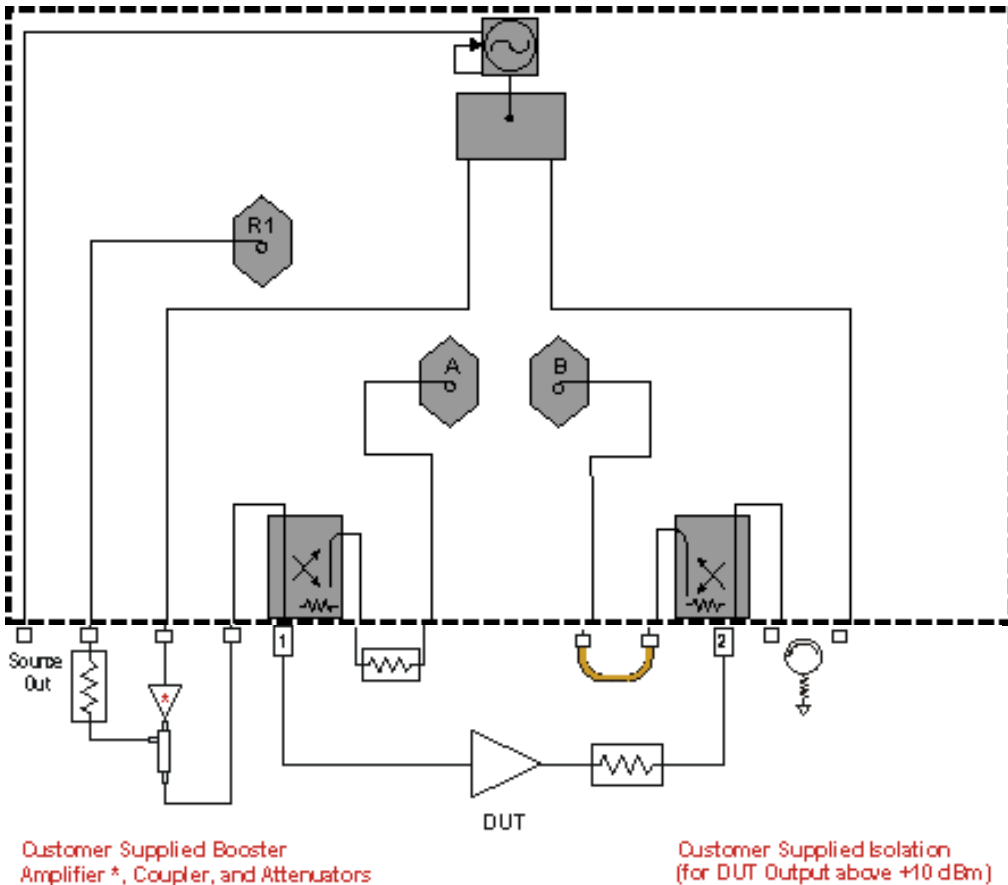 R1
A
B
1
2
Source
Out
*
DUT
Customer Supplied Booster
Amplifier *, Coupler, and Attenuators
Customer Supplied Isolation
(for DUT Output above +10 dBm)